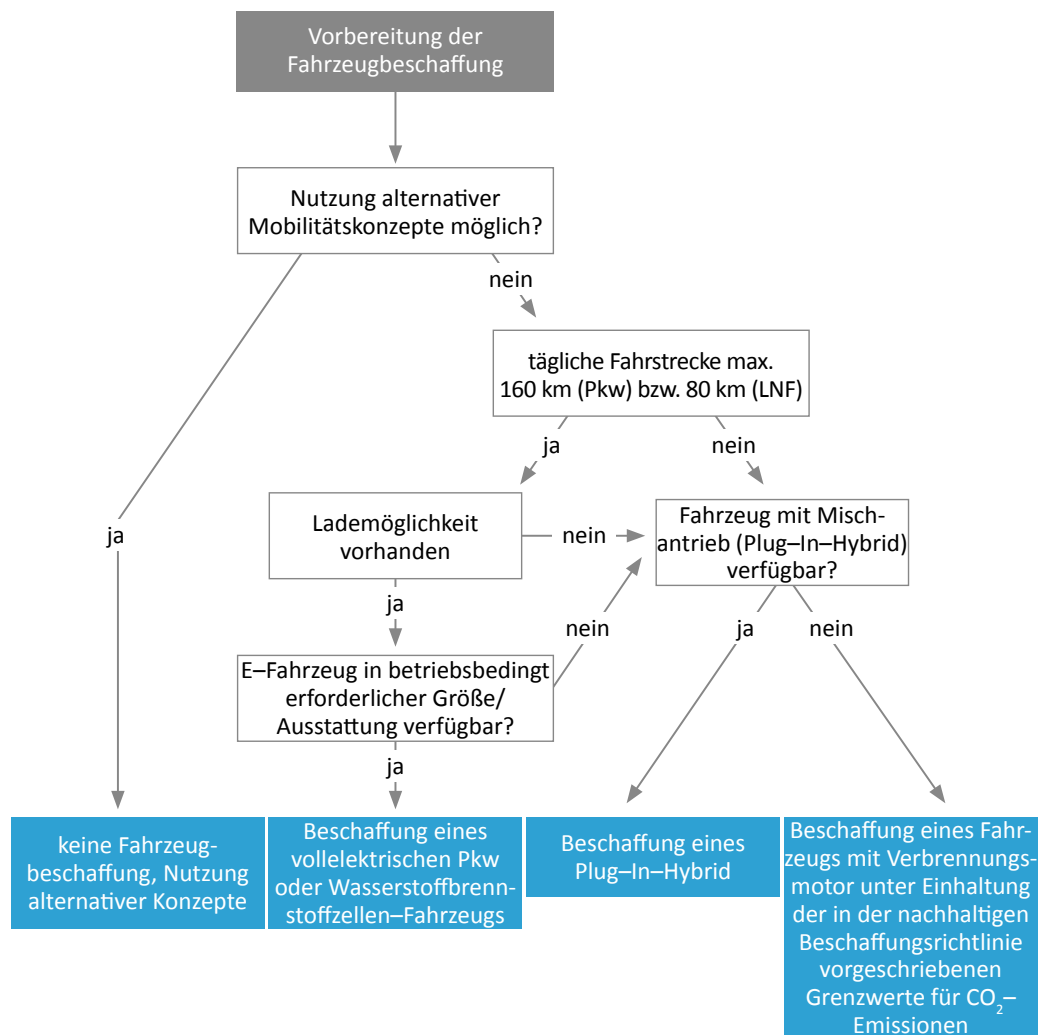 Vorbereitung der
Fahrzeugbeschaffung
Nutzung alternativer
Mobilitätskonzepte möglich?
nein
tägliche Fahrstrecke max.
160 km (Pkw) bzw. 80 km (LNF)
ja
nein
ja
Lademöglichkeit
vorhanden
nein
Fahrzeug mit Misch-
antrieb (Plug–In–Hybrid)
verfügbar?
ja
nein
ja
nein
E–Fahrzeug in betriebsbedingt
erforderlicher Größe/
Ausstattung verfügbar?
ja
keine Fahrzeug-
beschaffung, Nutzung
alternativer Konzepte
Beschaffung eines
vollelektrischen Pkw
oder Wasserstoffbrenn-
stoffzellen–Fahrzeugs
Beschaffung eines
Plug–In–Hybrid
Beschaffung eines Fahr-
zeugs mit Verbrennungs-
motor unter Einhaltung
der in der nachhaltigen
Beschaffungsrichtlinie
vorgeschriebenen
Grenzwerte für CO₂–
Emissionen